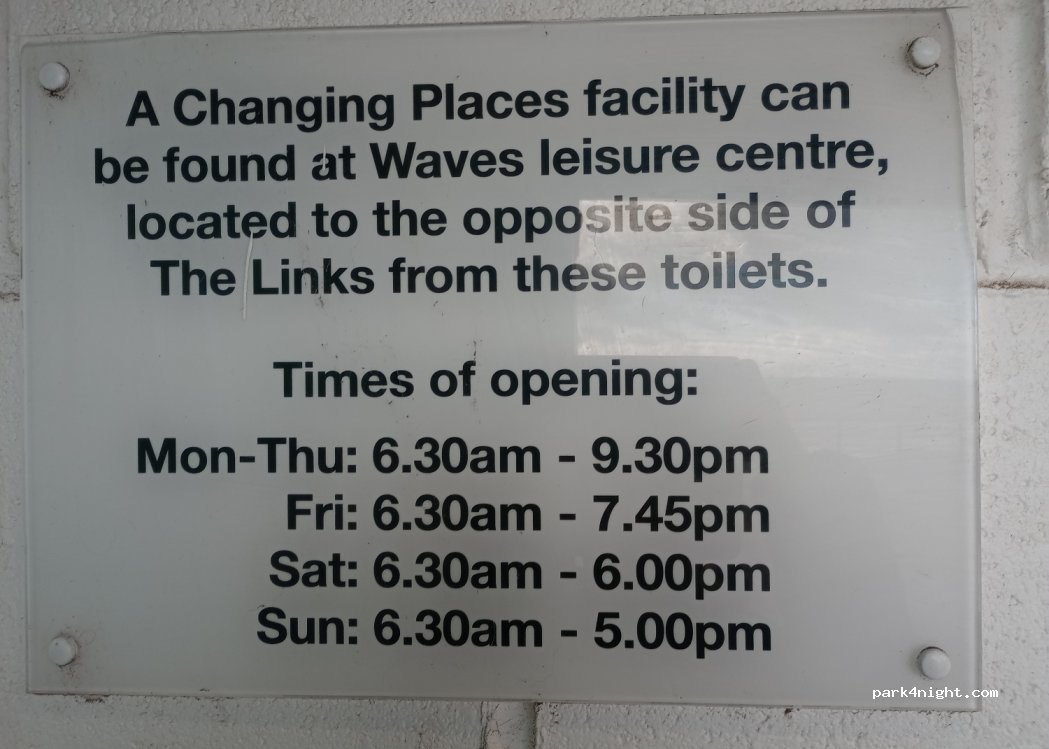 A Changing Places facility can
be found at Waves leisure centre,
located to the opposite side of
The Links from these toilets.
Times of opening:
Mon-Thu: 6.30am - 9.30pm
Fri: 6.30am - 7.45pm
Sat: 6.30am - 6.00pm
Sun: 6.30am - 5.00pm
park4night.com